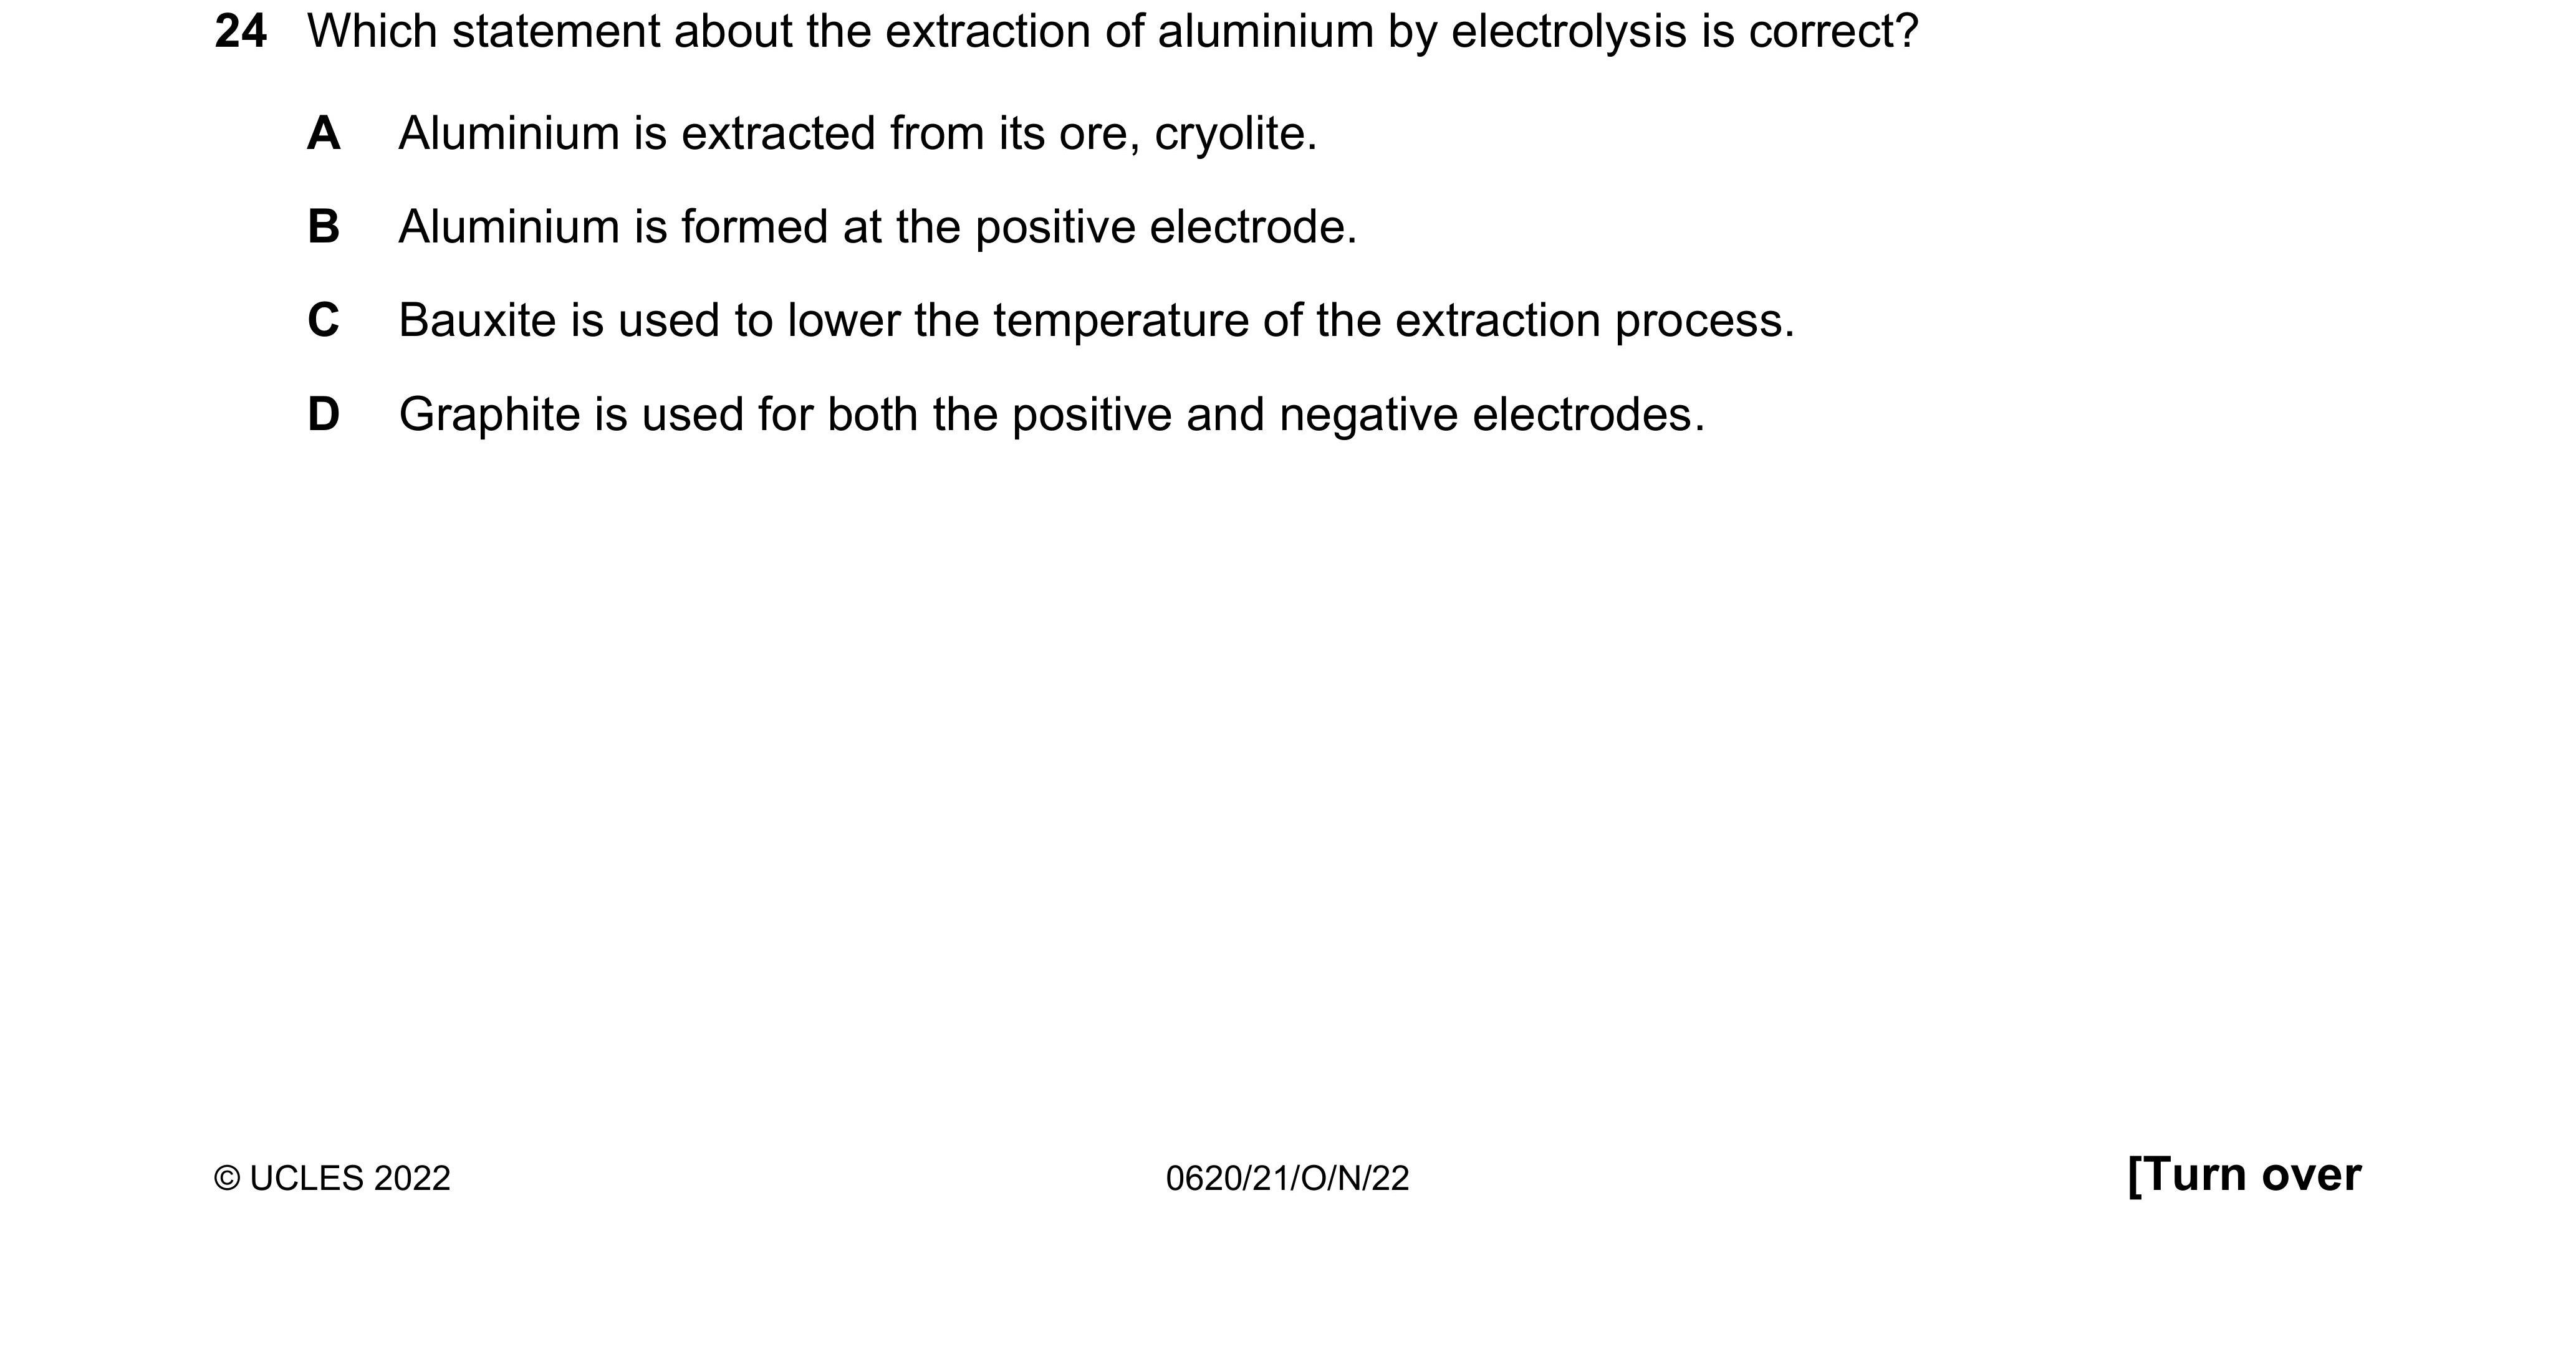 24 Which statement about the extraction of aluminium by electrolysis is correct?
A Aluminium is extracted from its ore, cryolite.
B Aluminium is formed at the positive electrode.
C Bauxite is used to lower the temperature of the extraction process.
D Graphite is used for both the positive and negative electrodes.
© UCLES 2022 0620/21/O/N/22 [Turn over